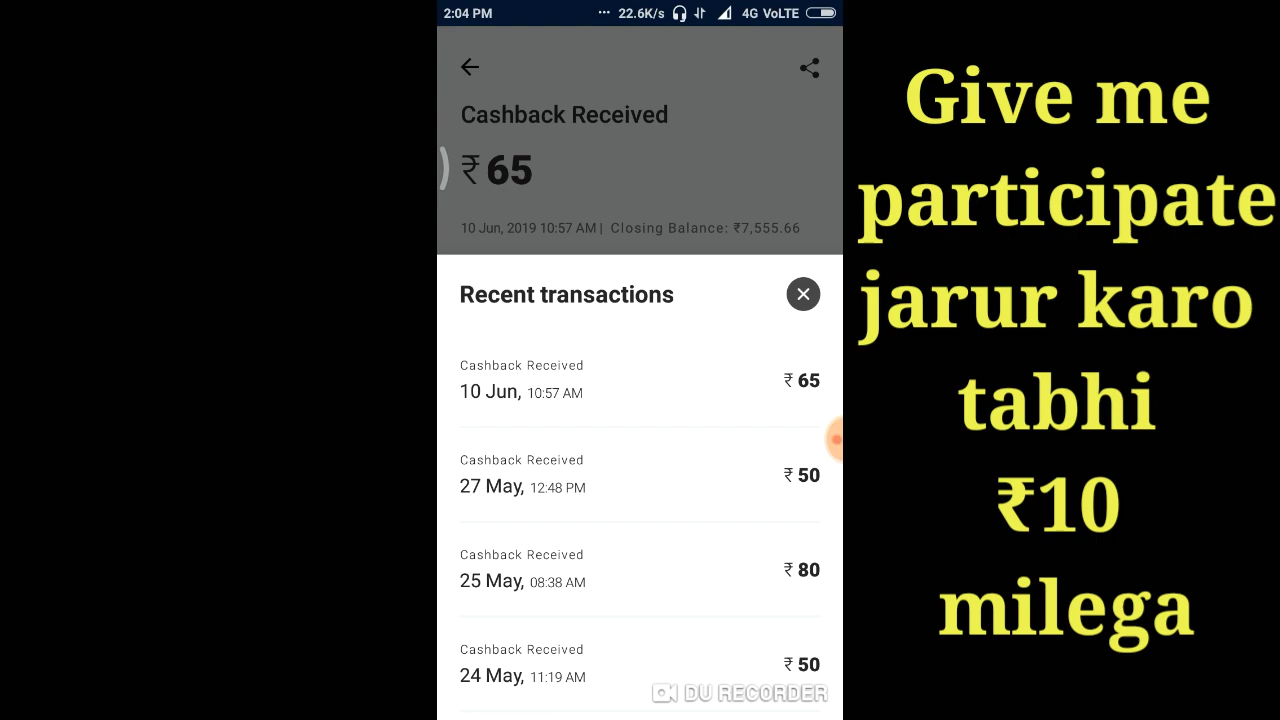 2:04 PM ... 22.6K/s 4G VoLTE
Cashback Received
₹ 65
10 Jun, 2019 10:57 AM | Closing Balance: ₹7,555.66
Recent transactions
Cashback Received
10 Jun, 10:57 AM ₹ 65
Cashback Received
27 May, 12:48 PM ₹ 50
Cashback Received
25 May, 08:38 AM ₹ 80
Cashback Received
24 May, 11:19 AM ₹ 50
DU RECORDER
Give me
participate
jarur karo
tabhi
₹10
milega